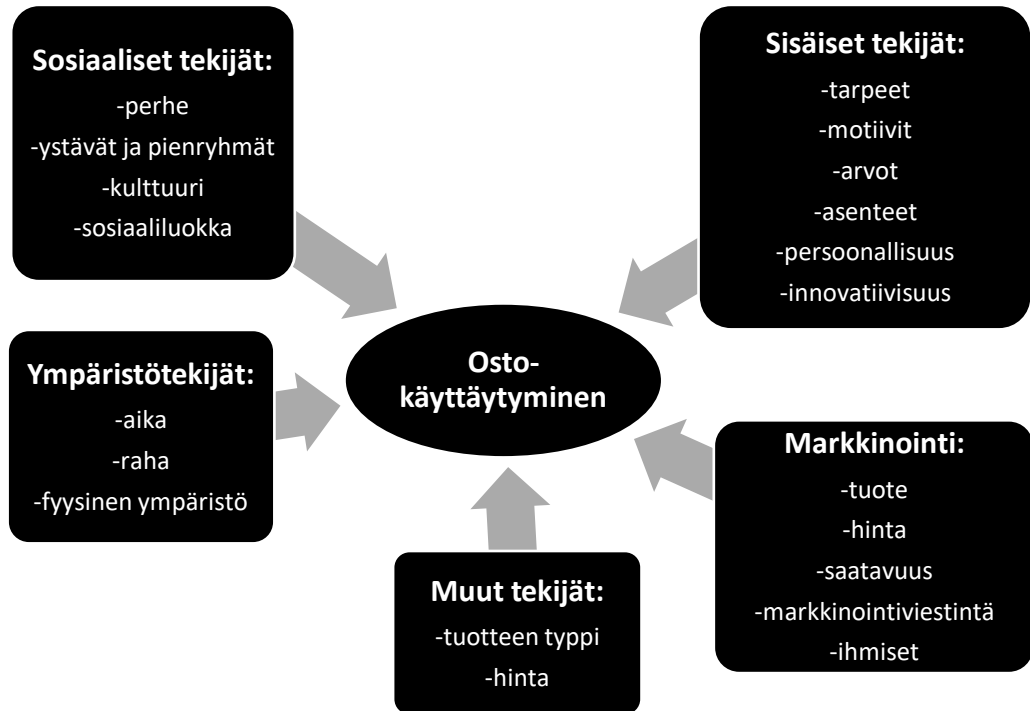 Sosiaaliset tekijät:
-perhe
-ystävät ja pienryhmät
-kulttuuri
-sosiaaliluokka
Sisäiset tekijät:
-tarpeet
-motiivit
-arvot
-asenteet
-persoonallisuus
-innovatiivisuus
Osto-
käyttäytyminen
Ympäristötekijät:
-aika
-raha
-fyysinen ympäristö
Markkinointi:
-tuote
-hinta
-saatavuus
-markkinointiviestintä
-ihmiset
Muut tekijät:
-tuotteen typpi
-hinta